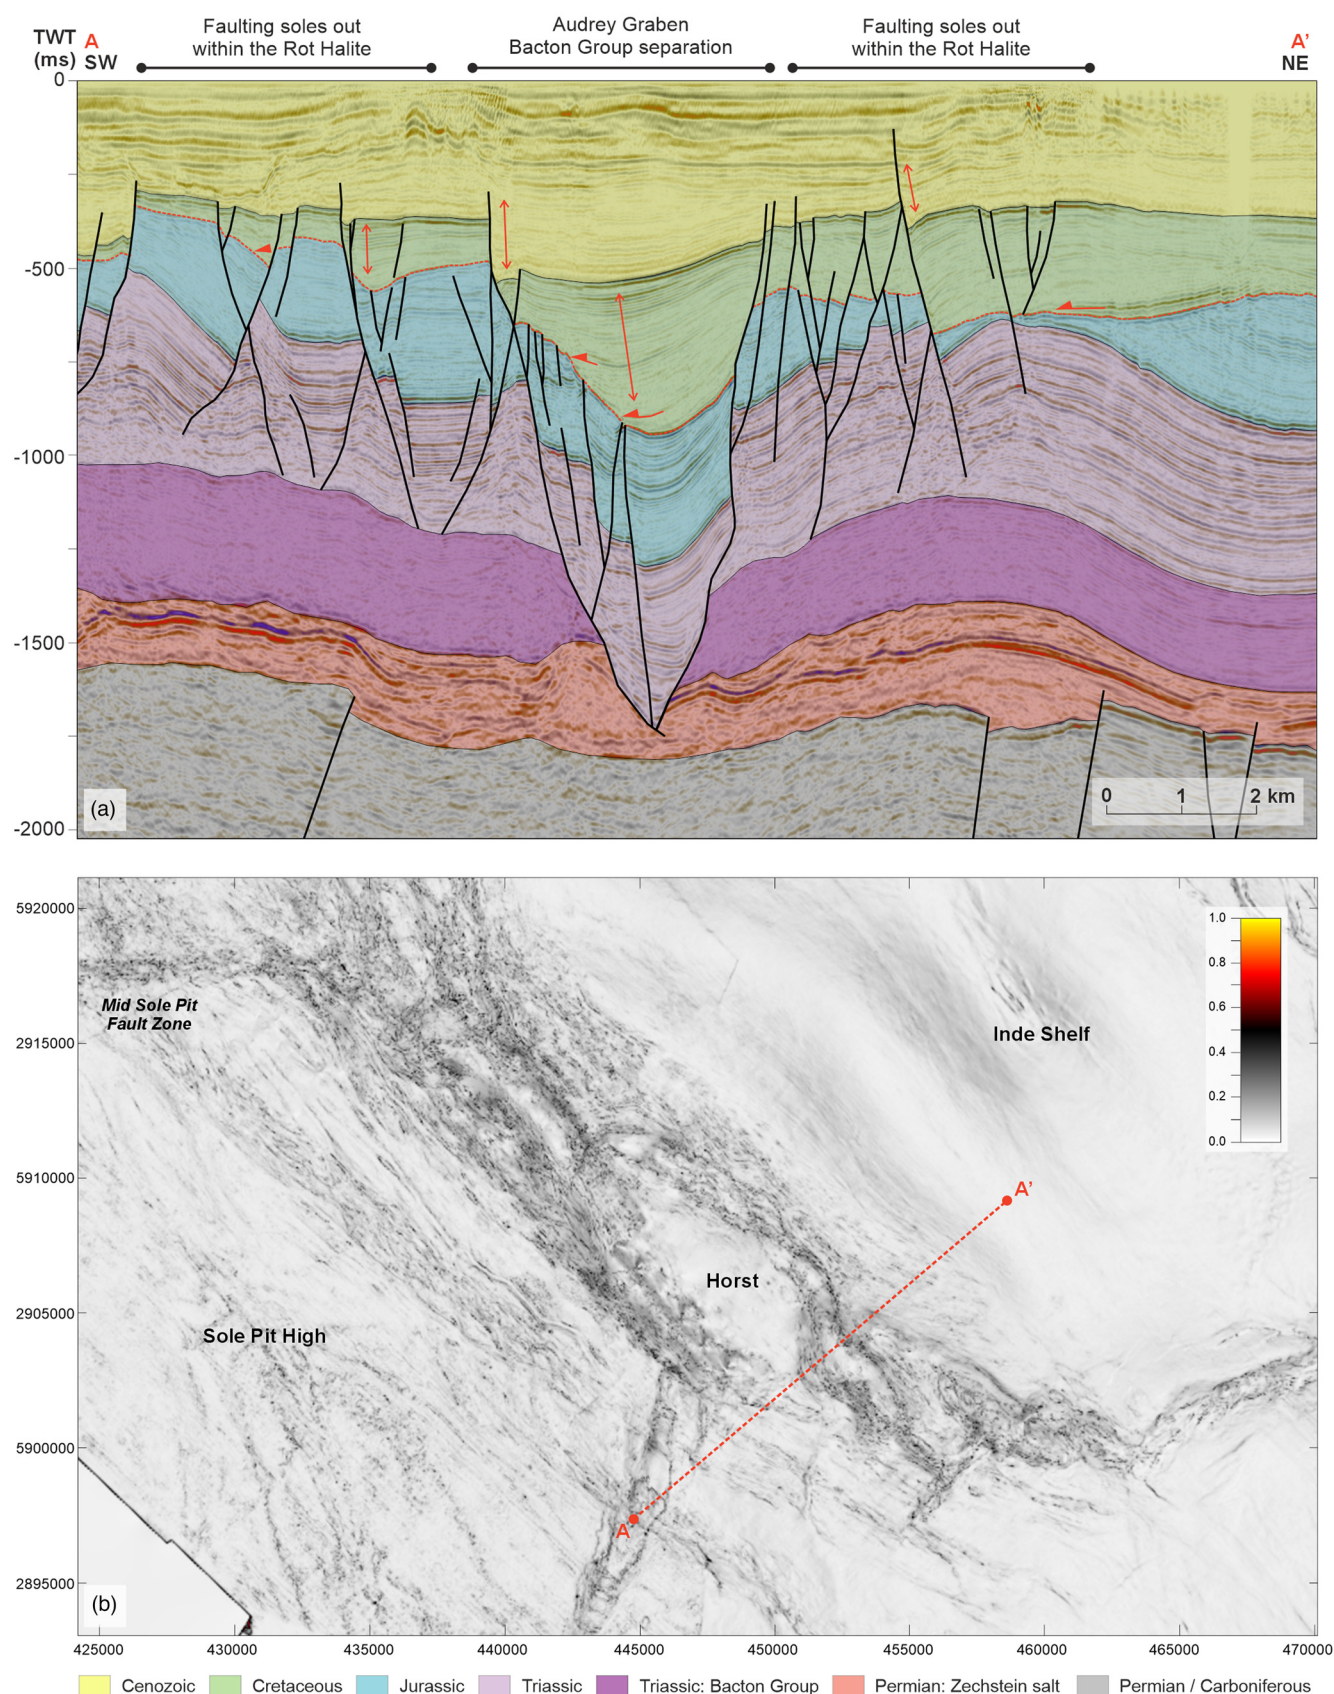 Faulting soles out
within the Rot Halite
Audrey Graben
Bacton Group separation
Faulting soles out
within the Rot Halite
TWT
(ms)
A
SW
A’
NE
0
-500
-1000
-1500
-2000
(a)
0 1 2 km
5920000
2915000
5910000
2905000
5900000
2895000
Mid Sole Pit
Fault Zone
Inde Shelf
1.0
0.8
0.6
0.4
0.2
0.0
A’
Horst
Sole Pit High
A
(b)
425000 430000 435000 440000 445000 450000 455000 460000 465000 470000
Cenozoic Cretaceous Jurassic Triassic Triassic: Bacton Group Permian: Zechstein salt Permian / Carboniferous